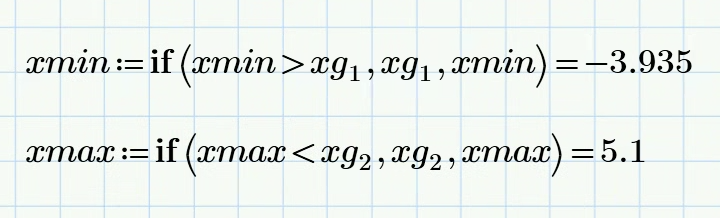 xmin := if (xmin > xg₁, xg₁, xmin) = −3.935
xmax := if (xmax < xg₂, xg₂, xmax) = 5.1